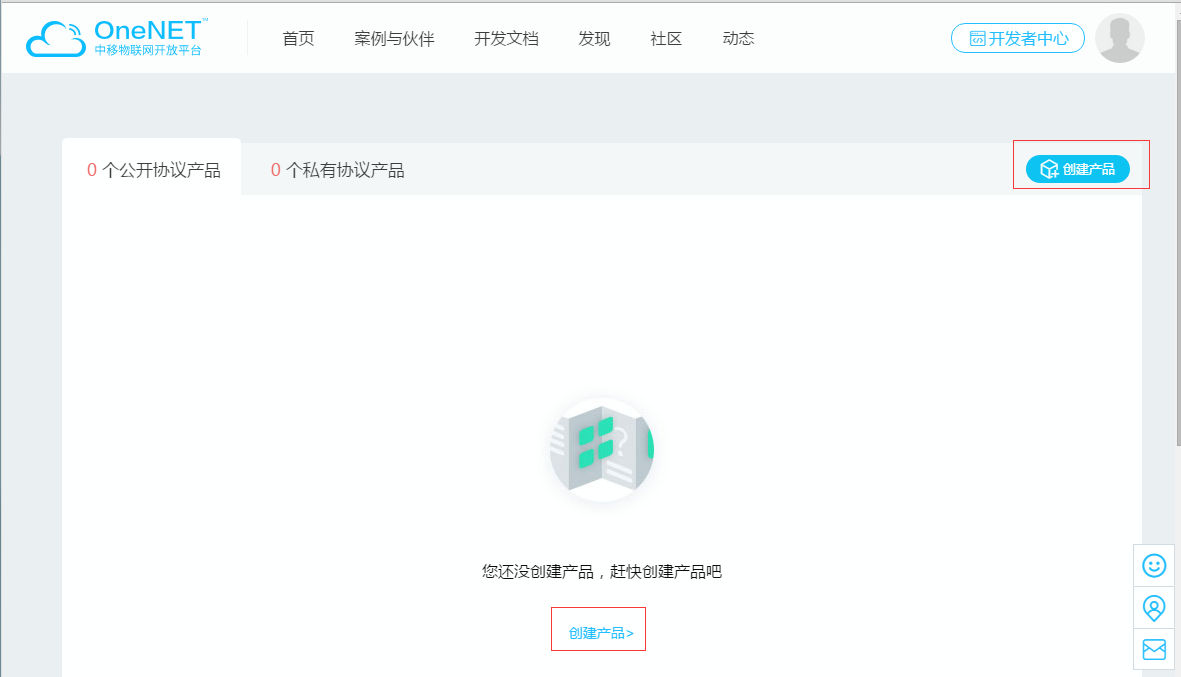 OneNET™
中移物联网开放平台
首页 案例与伙伴 开发文档 发现 社区 动态
开发者中心
0 个公开协议产品 0 个私有协议产品
创建产品
?
您还没创建产品，赶快创建产品吧
创建产品>